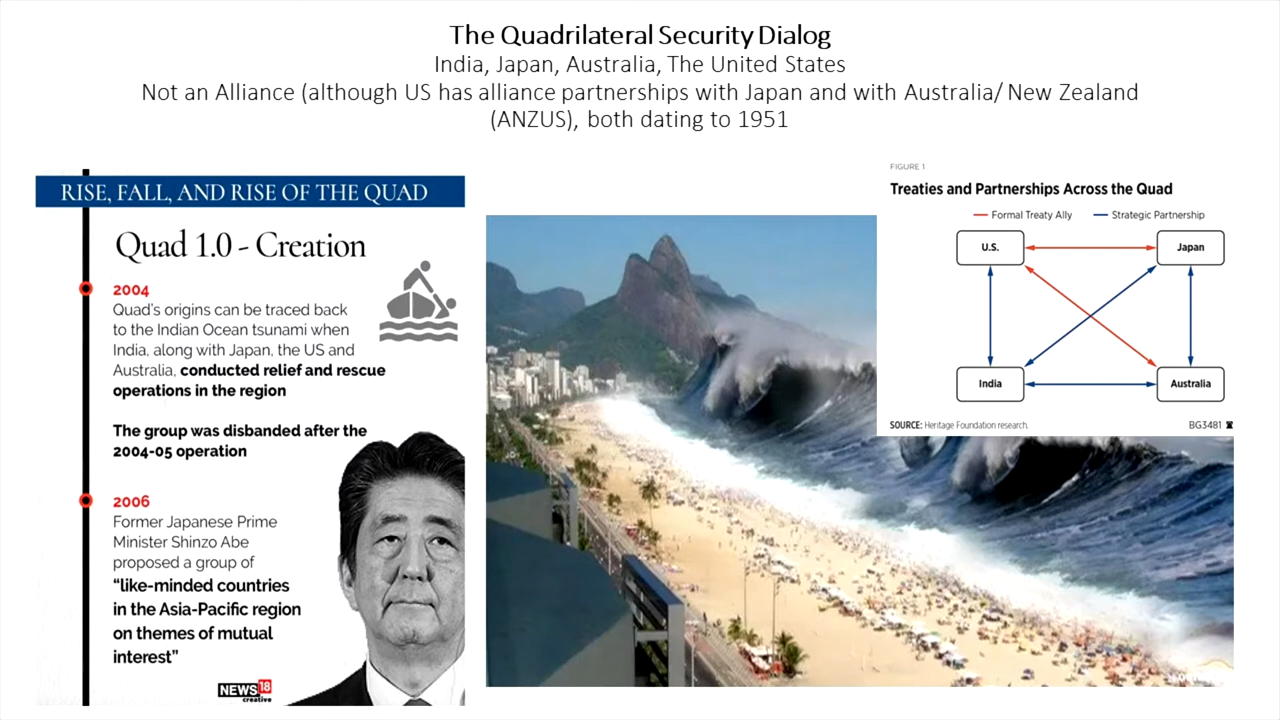 The Quadrilateral Security Dialog
India, Japan, Australia, The United States
Not an Alliance (although US has alliance partnerships with Japan and with Australia/ New Zealand
(ANZUS), both dating to 1951
RISE, FALL, AND RISE OF THE QUAD
Quad 1.0 - Creation
2004
Quad's origins can be traced back
to the Indian Ocean tsunami when
India, along with Japan, the US and
Australia, conducted relief and rescue
operations in the region
The group was disbanded after the
2004-05 operation
2006
Former Japanese Prime
Minister Shinzo Abe
proposed a group of
“like-minded countries
in the Asia-Pacific region
on themes of mutual
interest”
NEWS18
creative
FIGURE 1
Treaties and Partnerships Across the Quad
Formal Treaty Ally
Strategic Partnership
U.S.
Japan
India
Australia
SOURCE: Heritage Foundation research.
BG3481